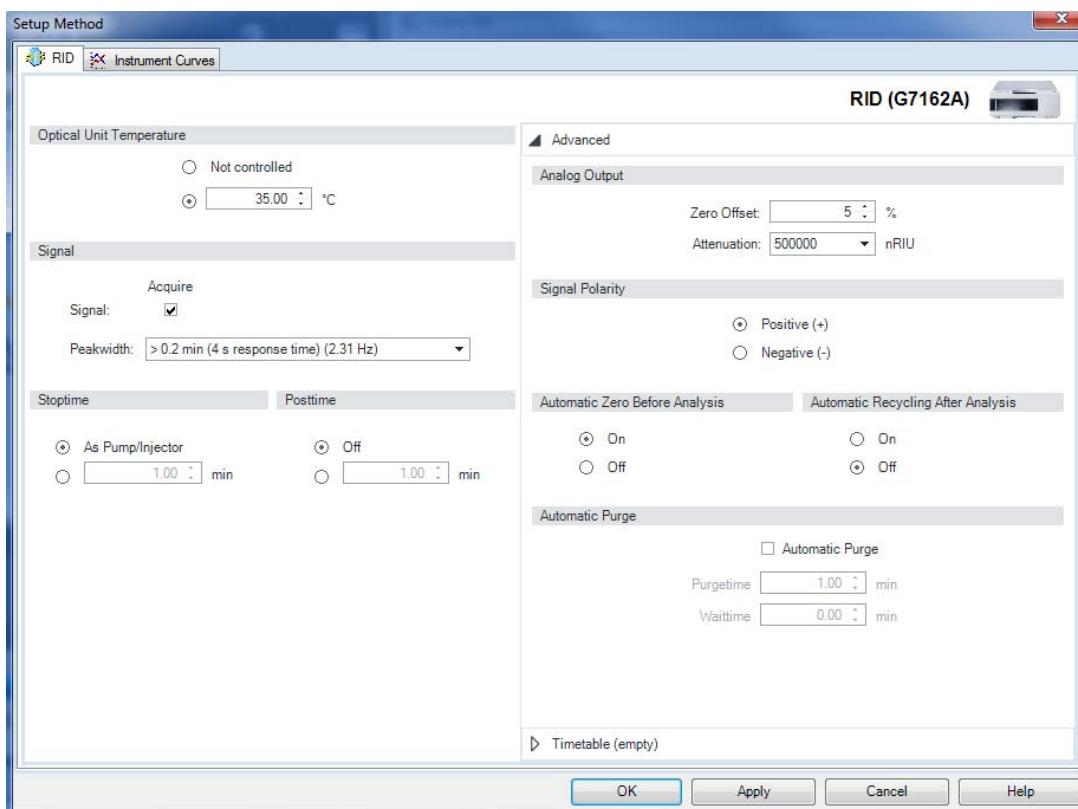 Setup Method
RID
Instrument Curves
RID (G7162A)
Optical Unit Temperature
Not controlled
35.00 °C
Signal
Acquire
Signal:
Peakwidth: > 0.2 min (4 s response time) (2.31 Hz)
Stoptime
Posttime
As Pump/Injector
1.00 min
Off
1.00 min
Advanced
Analog Output
Zero Offset: 5 %
Attenuation: 500000 nRIU
Signal Polarity
Positive (+)
Negative (-)
Automatic Zero Before Analysis
Automatic Recycling After Analysis
On
Off
On
Off
Automatic Purge
Automatic Purge
Purgetime 1.00 min
Waittime 0.00 min
Timetable (empty)
OK
Apply
Cancel
Help